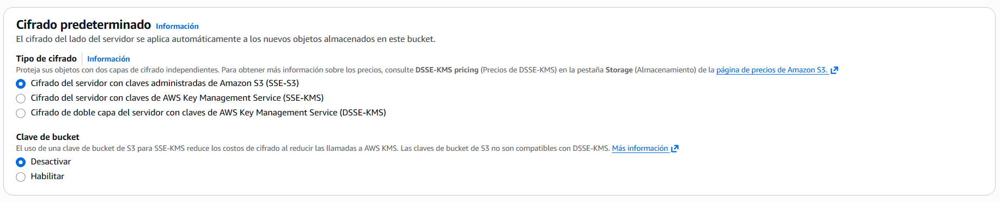 Cifrado predeterminado Información
El cifrado del lado del servidor se aplica automáticamente a los nuevos objetos almacenados en este bucket.
Tipo de cifrado Información
Proteja sus objetos con dos capas de cifrado independientes. Para obtener más información sobre los precios, consulte DSSE-KMS pricing (Precios de DSSE-KMS) en la pestaña Storage (Almacenamiento) de la página de precios de Amazon S3.
Cifrado del servidor con claves administradas de Amazon S3 (SSE-S3)
Cifrado del servidor con claves de AWS Key Management Service (SSE-KMS)
Cifrado de doble capa del servidor con claves de AWS Key Management Service (DSSE-KMS)
Clave de bucket
El uso de una clave de bucket de S3 para SSE-KMS reduce los costos de cifrado al reducir las llamadas a AWS KMS. Las claves de bucket de S3 no son compatibles con DSSE-KMS. Más información
Desactivar
Habilitar